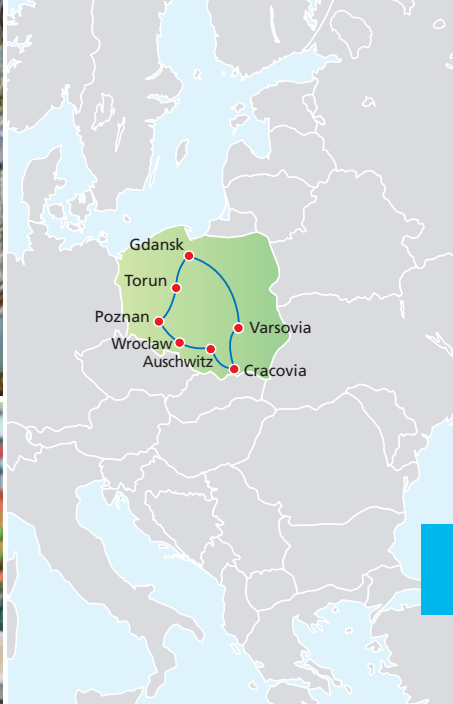 Gdansk
Torun
Poznan
Varsovia
Wroclaw
Auschwitz
Cracovia